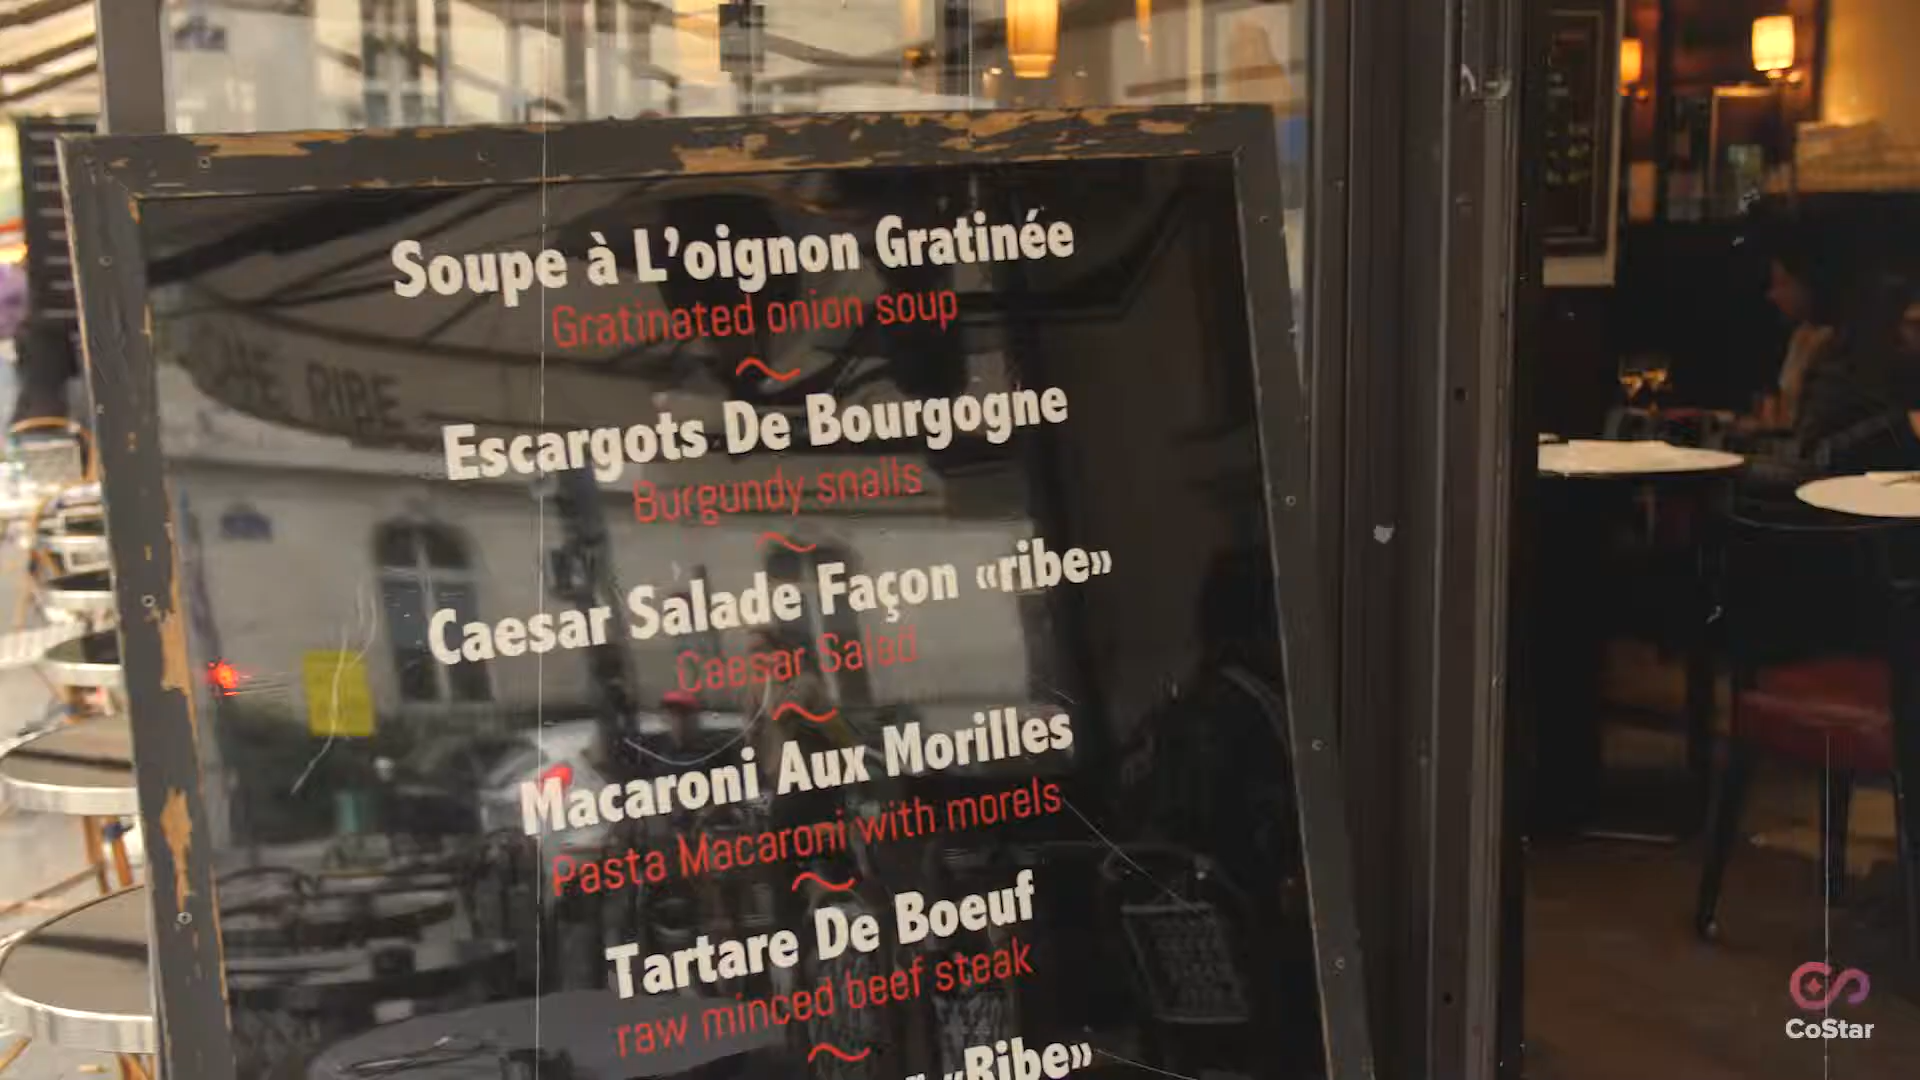 Soupe à L'oignon Gratinée
Gratinated onion soup
Escargots De Bourgogne
Burgundy snails
Caesar Salade Façon «ribe»
Caesar Salad
Macaroni Aux Morilles
Pasta Macaroni with morels
Tartare De Boeuf
raw minced beef steak
«Ribe»
RIBE
CoStar